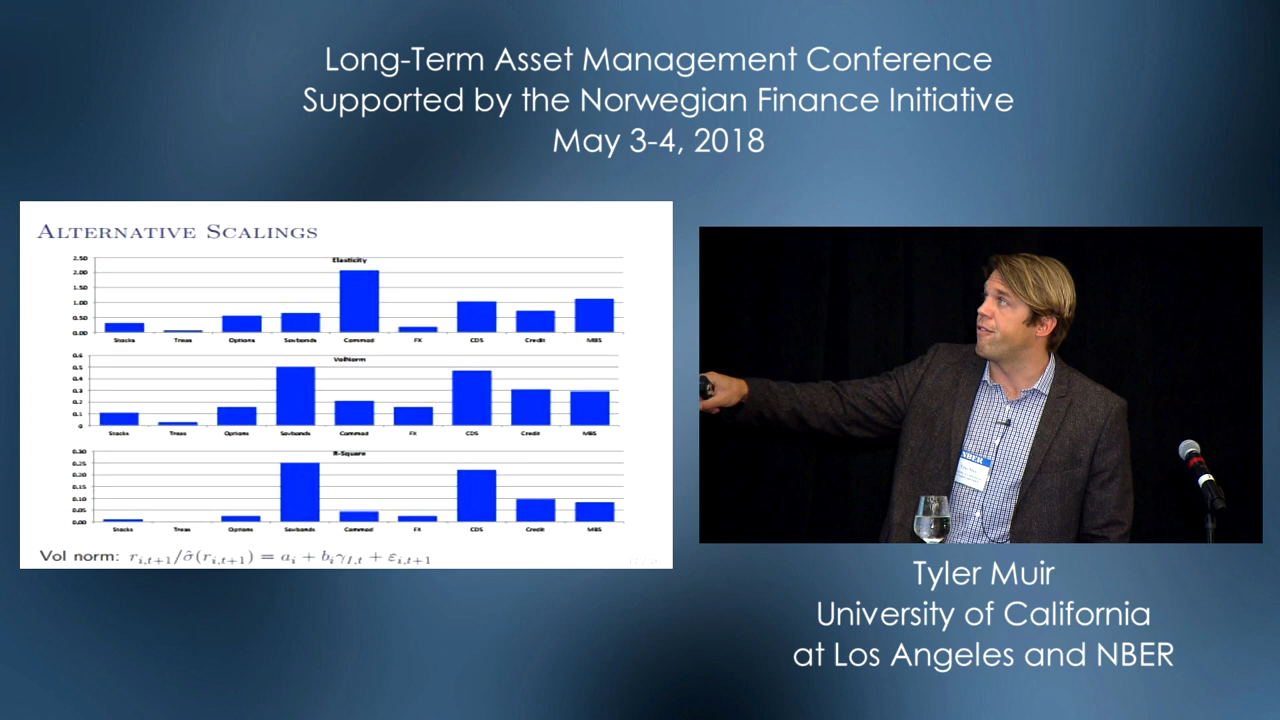 Long-Term Asset Management Conference
Supported by the Norwegian Finance Initiative
May 3-4, 2018
Alternative Scalings
Elasticity
2.50
2.00
1.50
1.00
0.50
0.00
Stocks Treas Options Sovbonds Commod FX CDS Credit MBS
VolNorm
0.6
0.5
0.4
0.3
0.2
0.1
0
Stocks Treas Options Sovbonds Commod FX CDS Credit MBS
R-Square
0.30
0.25
0.20
0.15
0.10
0.05
0.00
Stocks Treas Options Sovbonds Commod FX CDS Credit MBS
Vol norm: r_{i,t+1}/σ̂(r_{i,t+1}) = a_i + b_iγ_{I,t} + ε_{i,t+1}
NBER
Tyler Muir
University of California
at Los Angeles and NBER